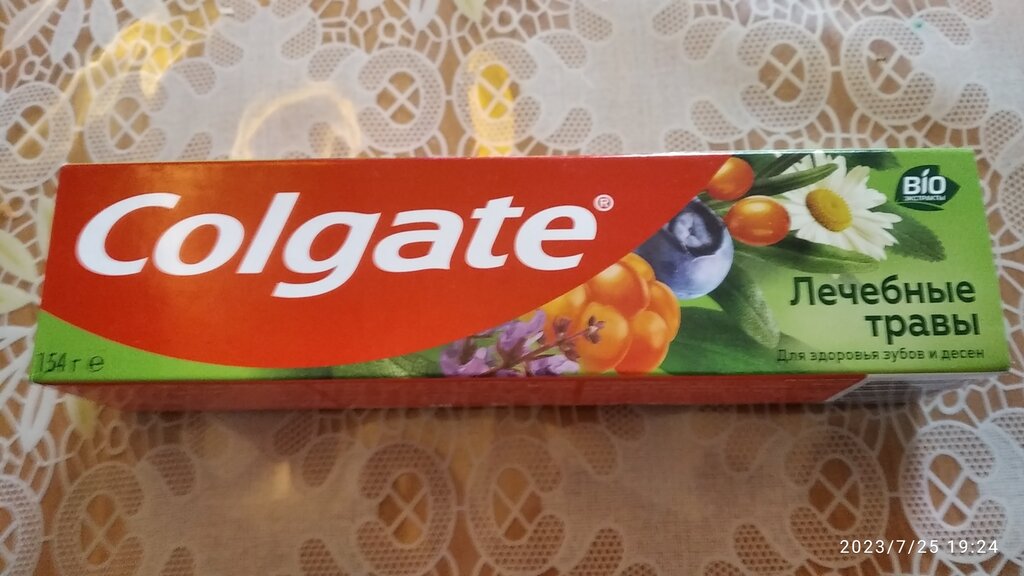 Colgate®
BIO
ЭКСТРАКТЫ
Лечебные
травы
Для здоровья зубов и десен
154 г ℮
2023/7/25 19:24